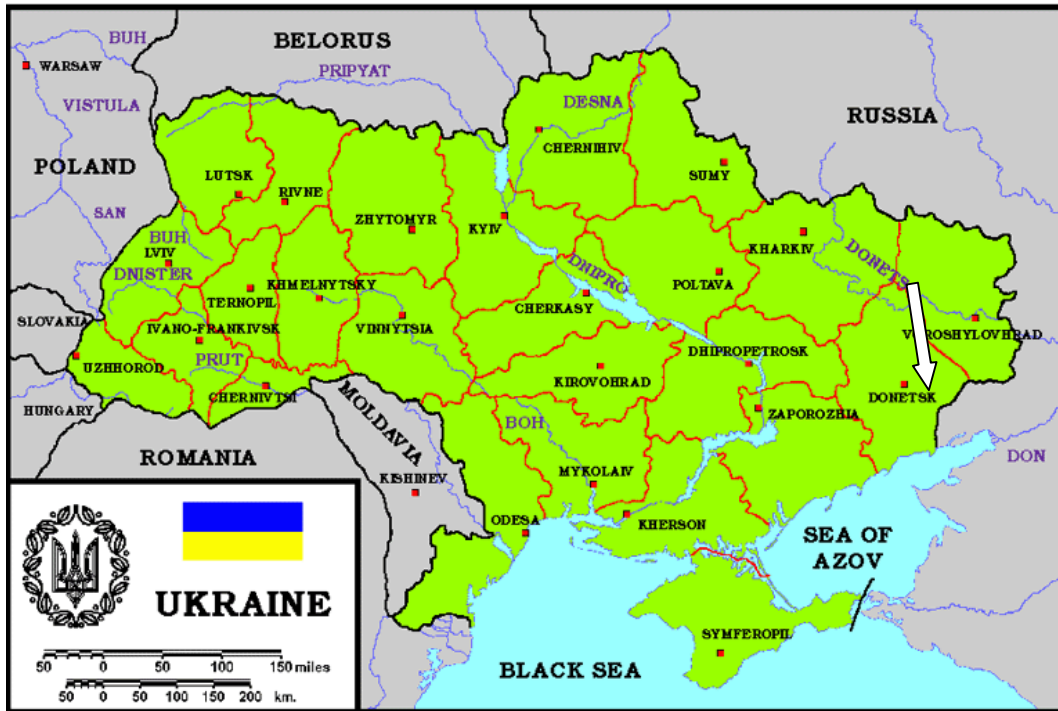 BUH
BELORUS
WARSAW
PRIPYAT
VISTULA
DESNA
RUSSIA
CHERNIHIV
POLAND
LUTSK
RIVNE
SUMY
SAN
ZHYTOMYR
KYIV
BUH
LVIV
KHARKIV
DONETS
DNISTER
TERNOPIL
KHMELNYTSKY
DNIPRO
POLTAVA
CHERKASY
SLOVAKIA
IVANO-FRANKIVSK
VINNYTSIA
VOROSHYLOVHRAD
PRUT
UZHHOROD
DHIPROPETROSK
KIROVOHRAD
CHERNIVTSI
DONETSK
HUNGARY
MOLDAVIA
BOH
ZAPOROZHIA
ROMANIA
DON
KISHINEV
MYKOLAIV
ODESA
KHERSON
SEA OF
AZOV
UKRAINE
SYMFEROPIL
BLACK SEA
50 0 50 100 150 miles
50 0 50 100 150 200 km.